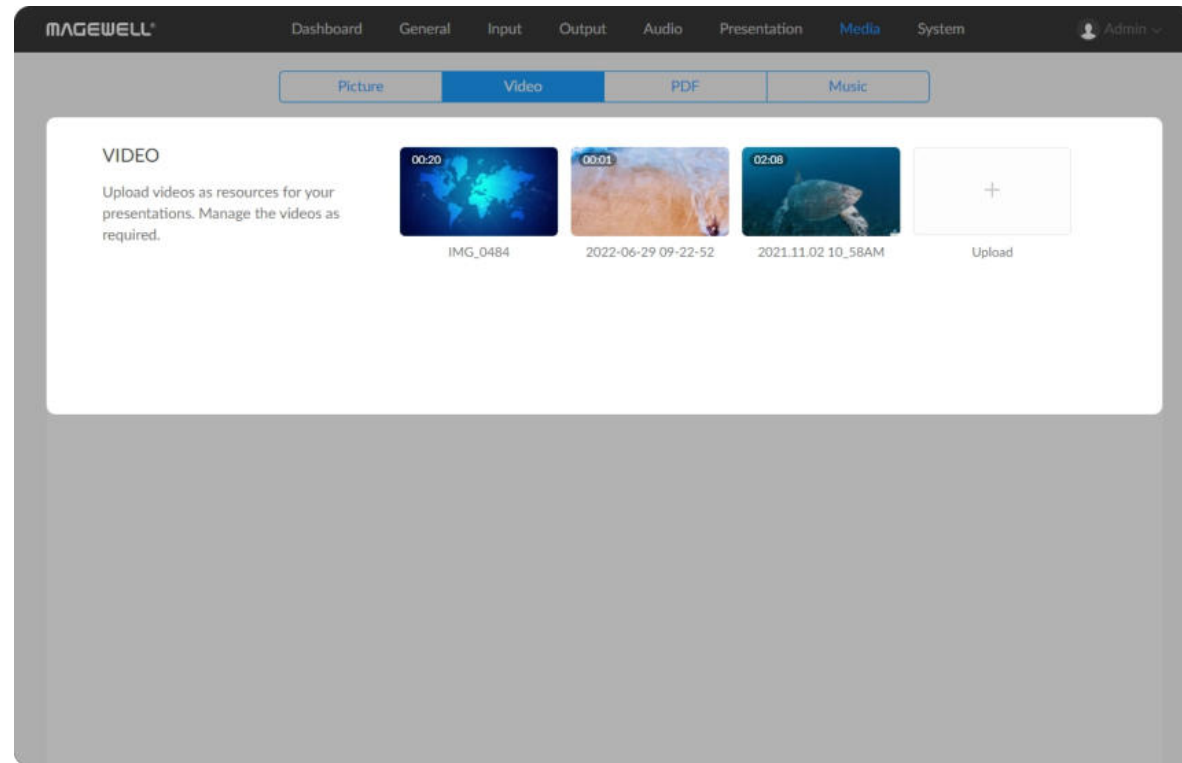 MAGEWELL®
Dashboard General Input Output Audio Presentation Media System Admin
Picture Video PDF Music
VIDEO
Upload videos as resources for your
presentations. Manage the videos as
required.
00:20 00:01 02:08
IMG_0484 2022-06-29 09-22-52 2021.11.02 10_58AM Upload